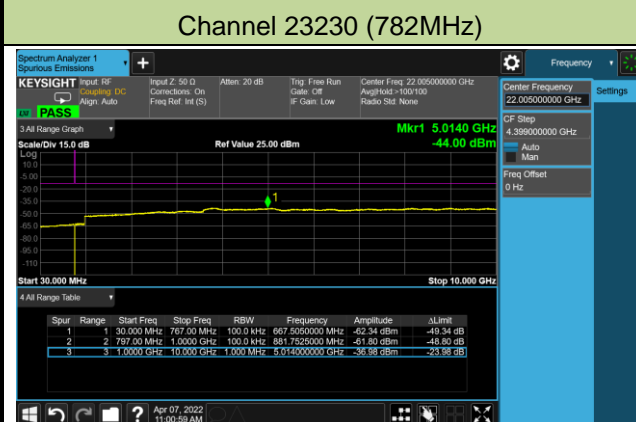 Channel 23230 (782MHz)
Spectrum Analyzer 1
Spurious Emissions
+
Frequency
KEYSIGHT Input: RF Input Z: 50 Ω Atten: 20 dB Trig: Free Run Center Freq: 22.005000000 GHz
Coupling: DC Corrections: On Gate: Off Avg|Hold:>100/100
Align: Auto Freq Ref: Int (S) IF Gain: Low Radio Std: None
LW PASS
Center Frequency
22.005000000 GHz
Settings
CF Step
4.399000000 GHz
Auto
Man
Freq Offset
0 Hz
3 All Range Graph
Mkr1 5.0140 GHz
Scale/Div 15.0 dB Ref Value 25.00 dBm -44.00 dBm
Log
10.0
-5.00
-20.0
-35.0
-50.0
-65.0
-80.0
-95.0
-110
1
Start 30.000 MHz Stop 10.000 GHz
4 All Range Table
Spur Range Start Freq Stop Freq RBW Frequency Amplitude ΔLimit
1 1 30.000 MHz 767.00 MHz 100.0 kHz 667.5050000 MHz -62.34 dBm -49.34 dB
2 2 797.00 MHz 1.0000 GHz 100.0 kHz 881.7525000 MHz -61.80 dBm -48.80 dB
3 3 1.0000 GHz 10.000 GHz 1.000 MHz 5.014000000 GHz -36.98 dBm -23.98 dB
?
Apr 07, 2022
11:00:59 AM